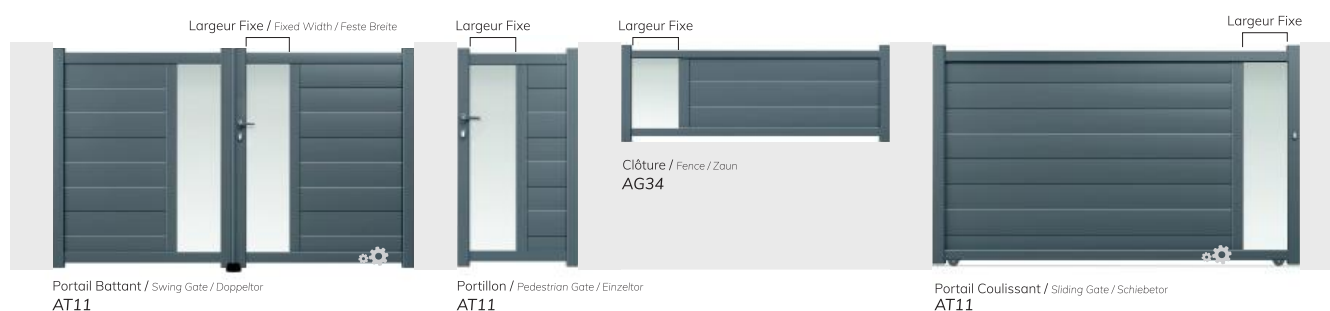 Largeur Fixe / Fixed Width / Feste Breite
Largeur Fixe
Largeur Fixe
Largeur Fixe
Clôture / Fence / Zaun
AG34
Portail Battant / Swing Gate / Doppeltor
AT11
Portillon / Pedestrian Gate / Einzeltor
AT11
Portail Coulissant / Sliding Gate / Schiebetor
AT11